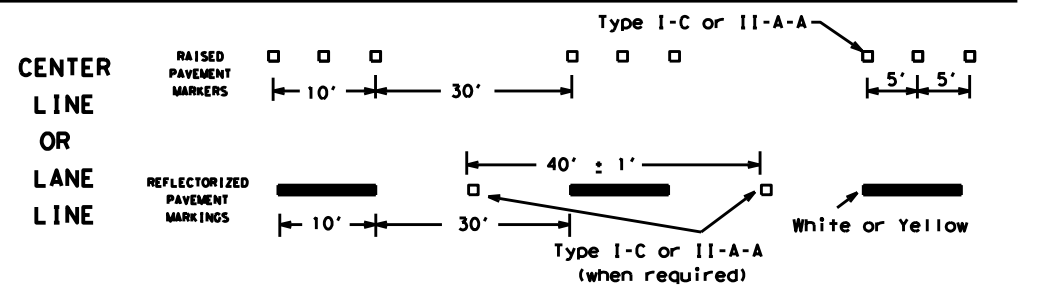 Type I-C or II-A-A
CENTER
LINE
OR
LANE
LINE
RAISED
PAVEMENT
MARKERS
10'
30'
5'
5'
40' ± 1'
REFLECTORIZED
PAVEMENT
MARKINGS
10'
30'
Type I-C or II-A-A
(when required)
White or Yellow